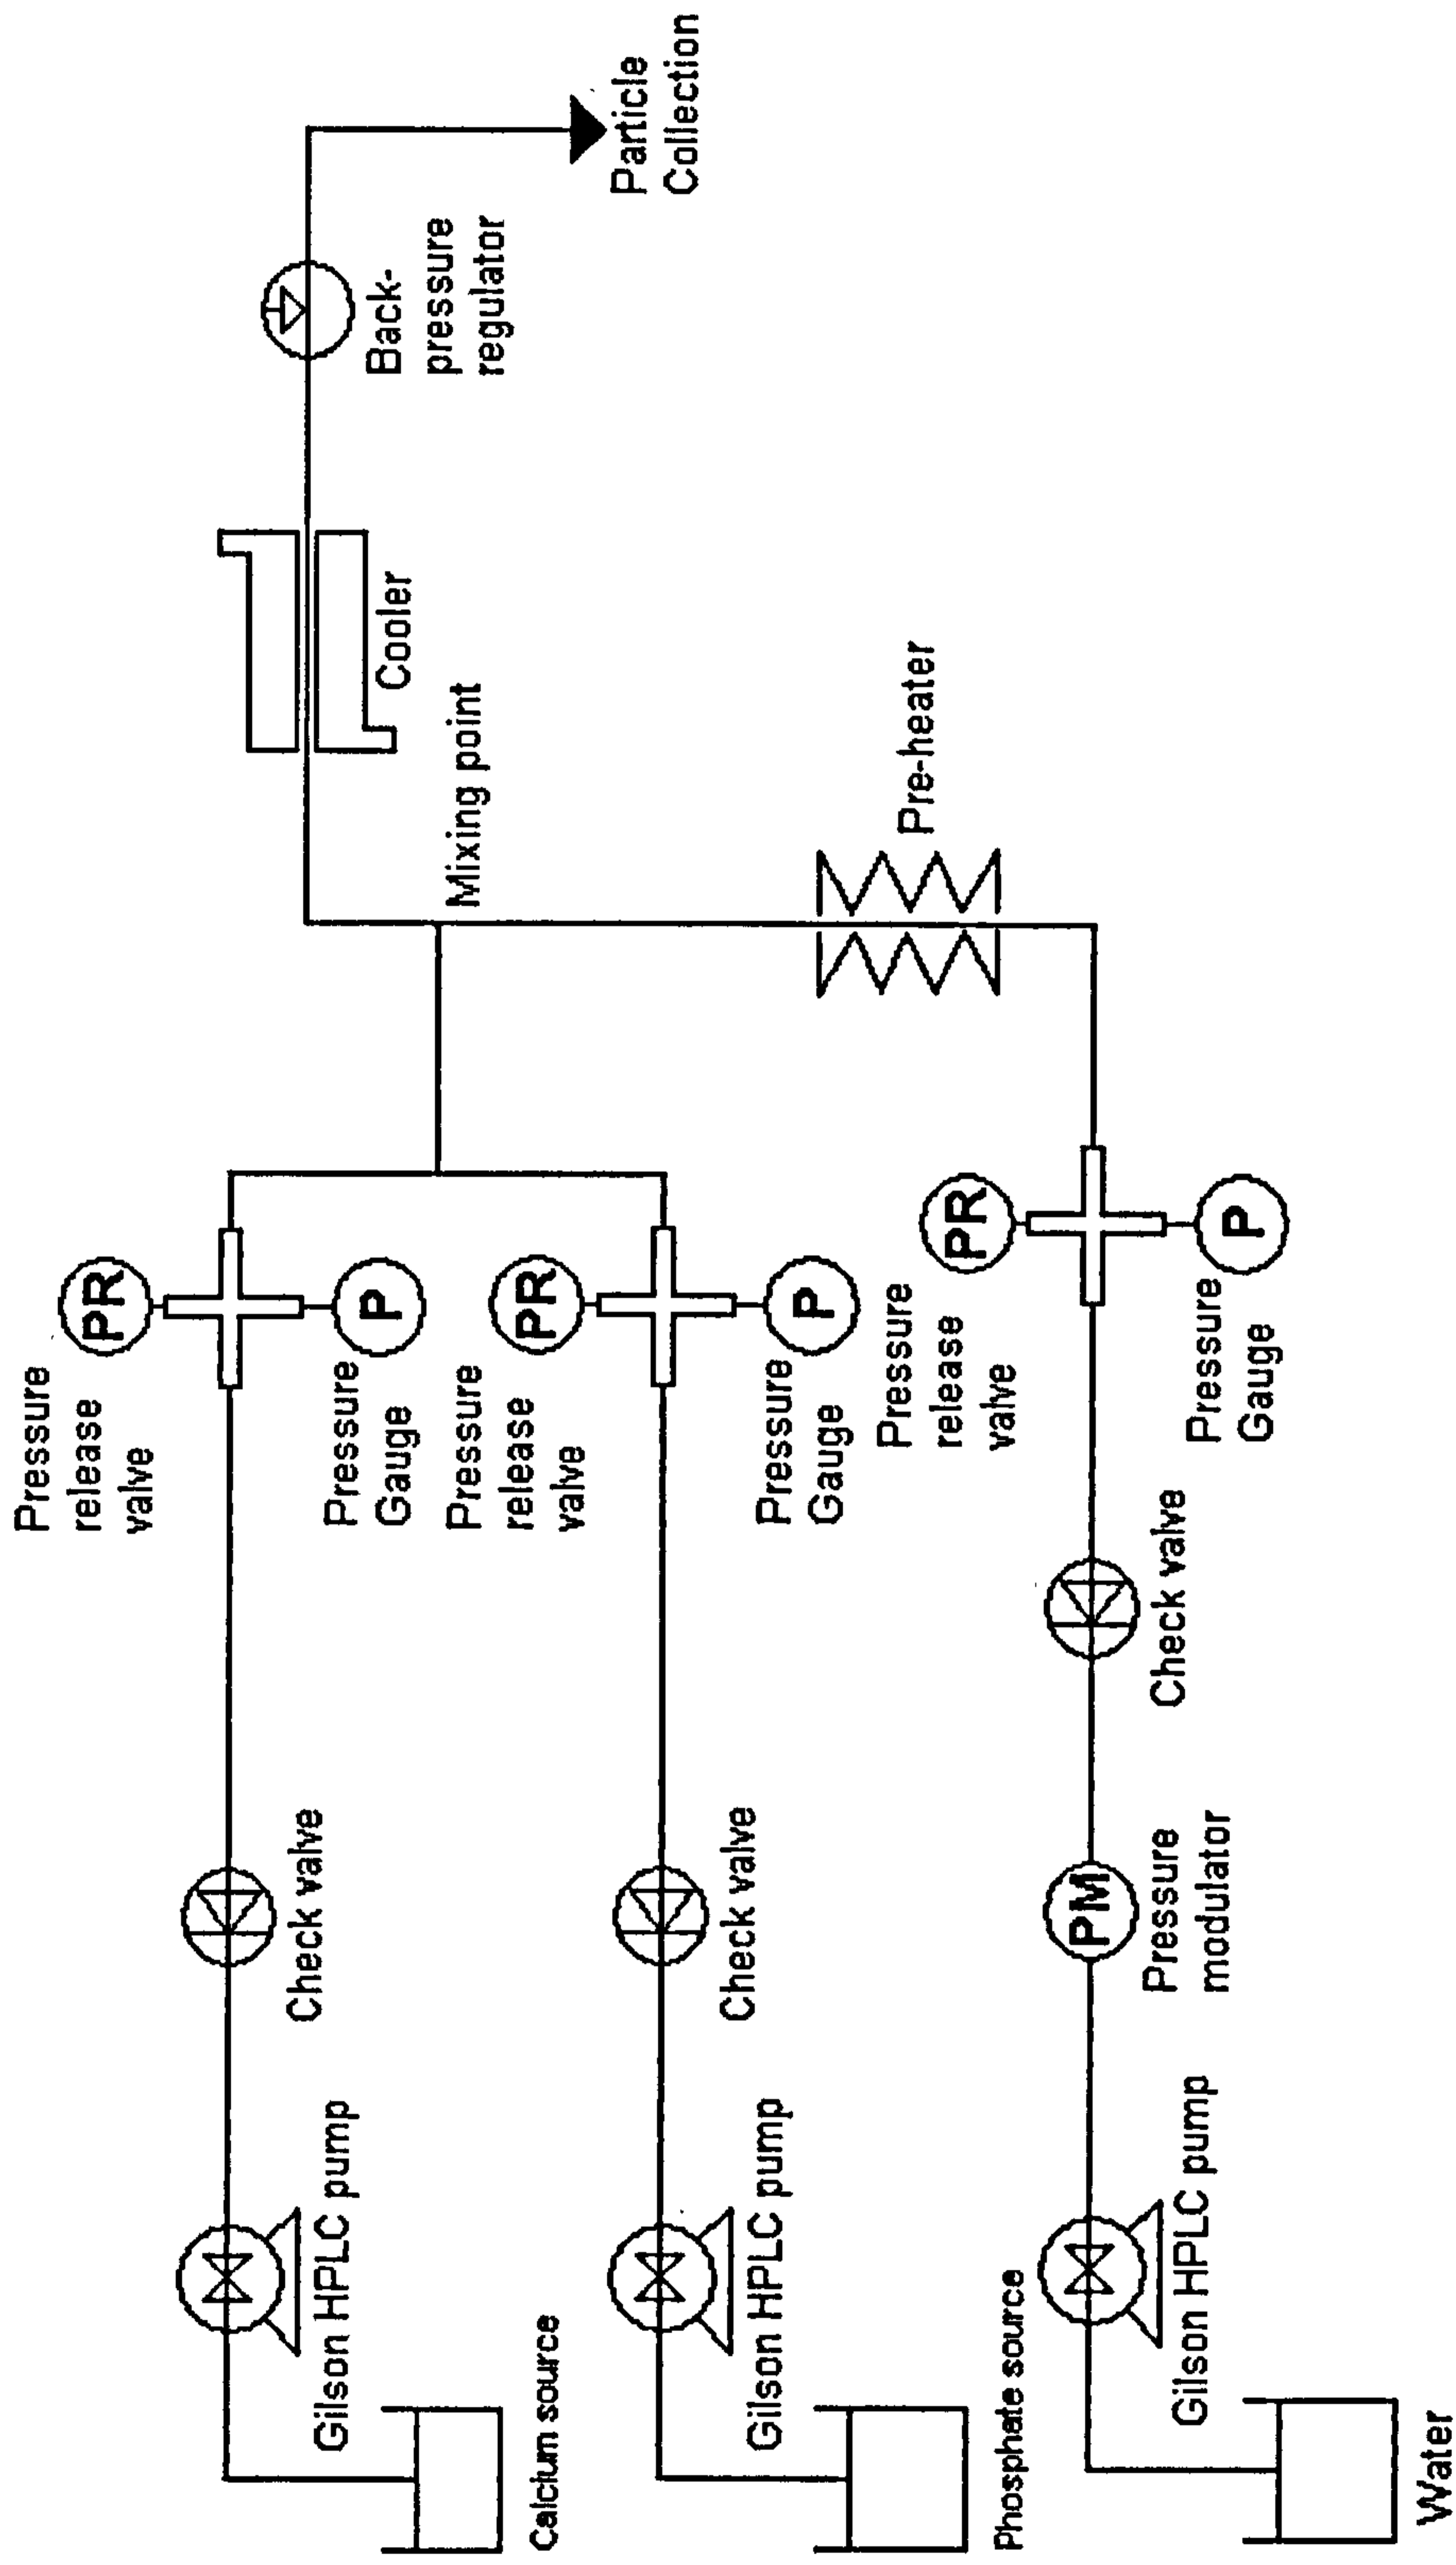 PR
Pressure
release
valve
P
Pressure
Gauge
Check valve
Gilson HPLC pump
Calcium source
PR
Pressure
release
valve
P
Pressure
Gauge
Check valve
Gilson HPLC pump
Phosphate source
PR
Pressure
release
valve
P
Pressure
Gauge
Check valve
PM
Pressure
modulator
Gilson HPLC pump
Water
Pre-heater
Mixing point
Cooler
Back-
pressure
regulator
Particle
Collection